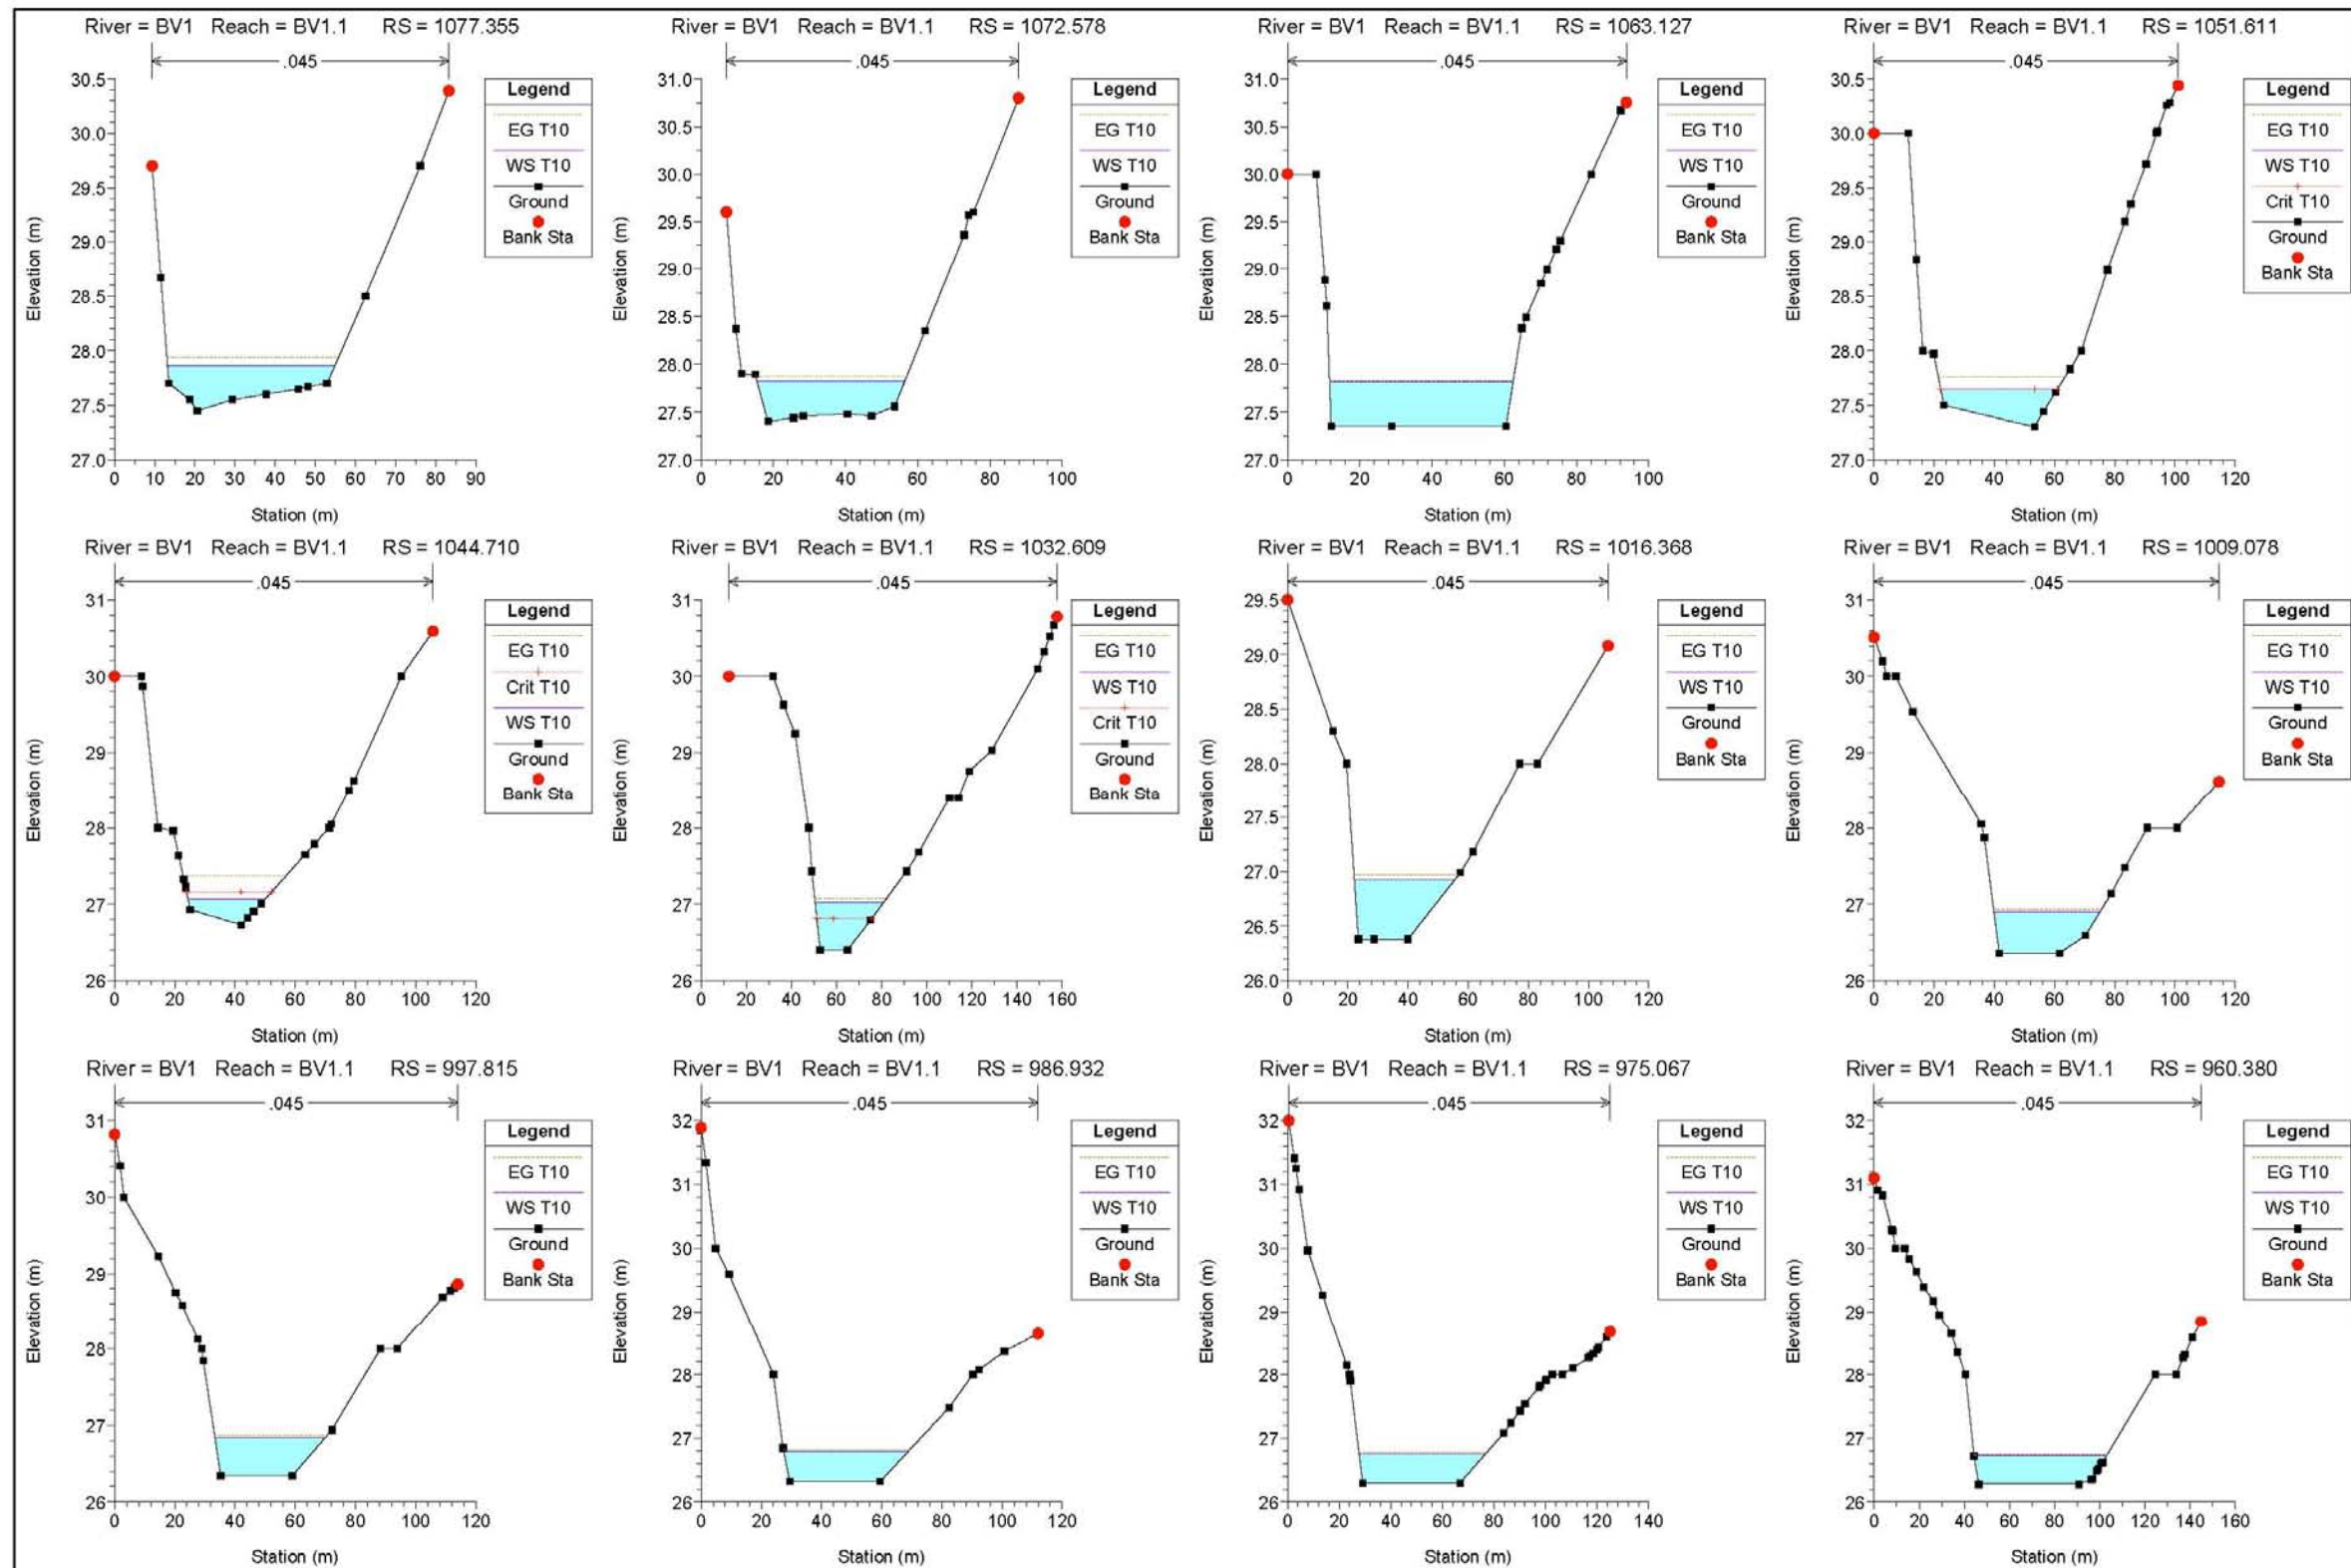 River = BV1 Reach = BV1.1 RS = 1077.355
.045
30.5
30.0
29.5
29.0
28.5
28.0
27.5
27.0
Elevation (m)
0 10 20 30 40 50 60 70 80 90
Station (m)
Legend
EG T10
WS T10
Ground
Bank Sta
River = BV1 Reach = BV1.1 RS = 1072.578
.045
31.0
30.5
30.0
29.5
29.0
28.5
28.0
27.5
27.0
Elevation (m)
0 20 40 60 80 100
Station (m)
Legend
EG T10
WS T10
Ground
Bank Sta
River = BV1 Reach = BV1.1 RS = 1063.127
.045
31.0
30.5
30.0
29.5
29.0
28.5
28.0
27.5
27.0
Elevation (m)
0 20 40 60 80 100
Station (m)
Legend
EG T10
WS T10
Ground
Bank Sta
River = BV1 Reach = BV1.1 RS = 1051.611
.045
30.5
30.0
29.5
29.0
28.5
28.0
27.5
27.0
Elevation (m)
0 20 40 60 80 100 120
Station (m)
Legend
EG T10
WS T10
Crit T10
Ground
Bank Sta
River = BV1 Reach = BV1.1 RS = 1044.710
.045
31
30
29
28
27
26
Elevation (m)
0 20 40 60 80 100 120
Station (m)
Legend
EG T10
Crit T10
WS T10
Ground
Bank Sta
River = BV1 Reach = BV1.1 RS = 1032.609
.045
31
30
29
28
27
26
Elevation (m)
0 20 40 60 80 100 120 140 160
Station (m)
Legend
EG T10
WS T10
Crit T10
Ground
Bank Sta
River = BV1 Reach = BV1.1 RS = 1016.368
.045
29.5
29.0
28.5
28.0
27.5
27.0
26.5
26.0
Elevation (m)
0 20 40 60 80 100 120
Station (m)
Legend
EG T10
WS T10
Ground
Bank Sta
River = BV1 Reach = BV1.1 RS = 1009.078
.045
31
30
29
28
27
26
Elevation (m)
0 20 40 60 80 100 120
Station (m)
Legend
EG T10
WS T10
Ground
Bank Sta
River = BV1 Reach = BV1.1 RS = 997.815
.045
31
30
29
28
27
26
Elevation (m)
0 20 40 60 80 100 120
Station (m)
Legend
EG T10
WS T10
Ground
Bank Sta
River = BV1 Reach = BV1.1 RS = 986.932
.045
32
31
30
29
28
27
26
Elevation (m)
0 20 40 60 80 100 120
Station (m)
Legend
EG T10
WS T10
Ground
Bank Sta
River = BV1 Reach = BV1.1 RS = 975.067
.045
32
31
30
29
28
27
26
Elevation (m)
0 20 40 60 80 100 120 140
Station (m)
Legend
EG T10
WS T10
Ground
Bank Sta
River = BV1 Reach = BV1.1 RS = 960.380
.045
32
31
30
29
28
27
26
Elevation (m)
0 20 40 60 80 100 120 140 160
Station (m)
Legend
EG T10
WS T10
Ground
Bank Sta